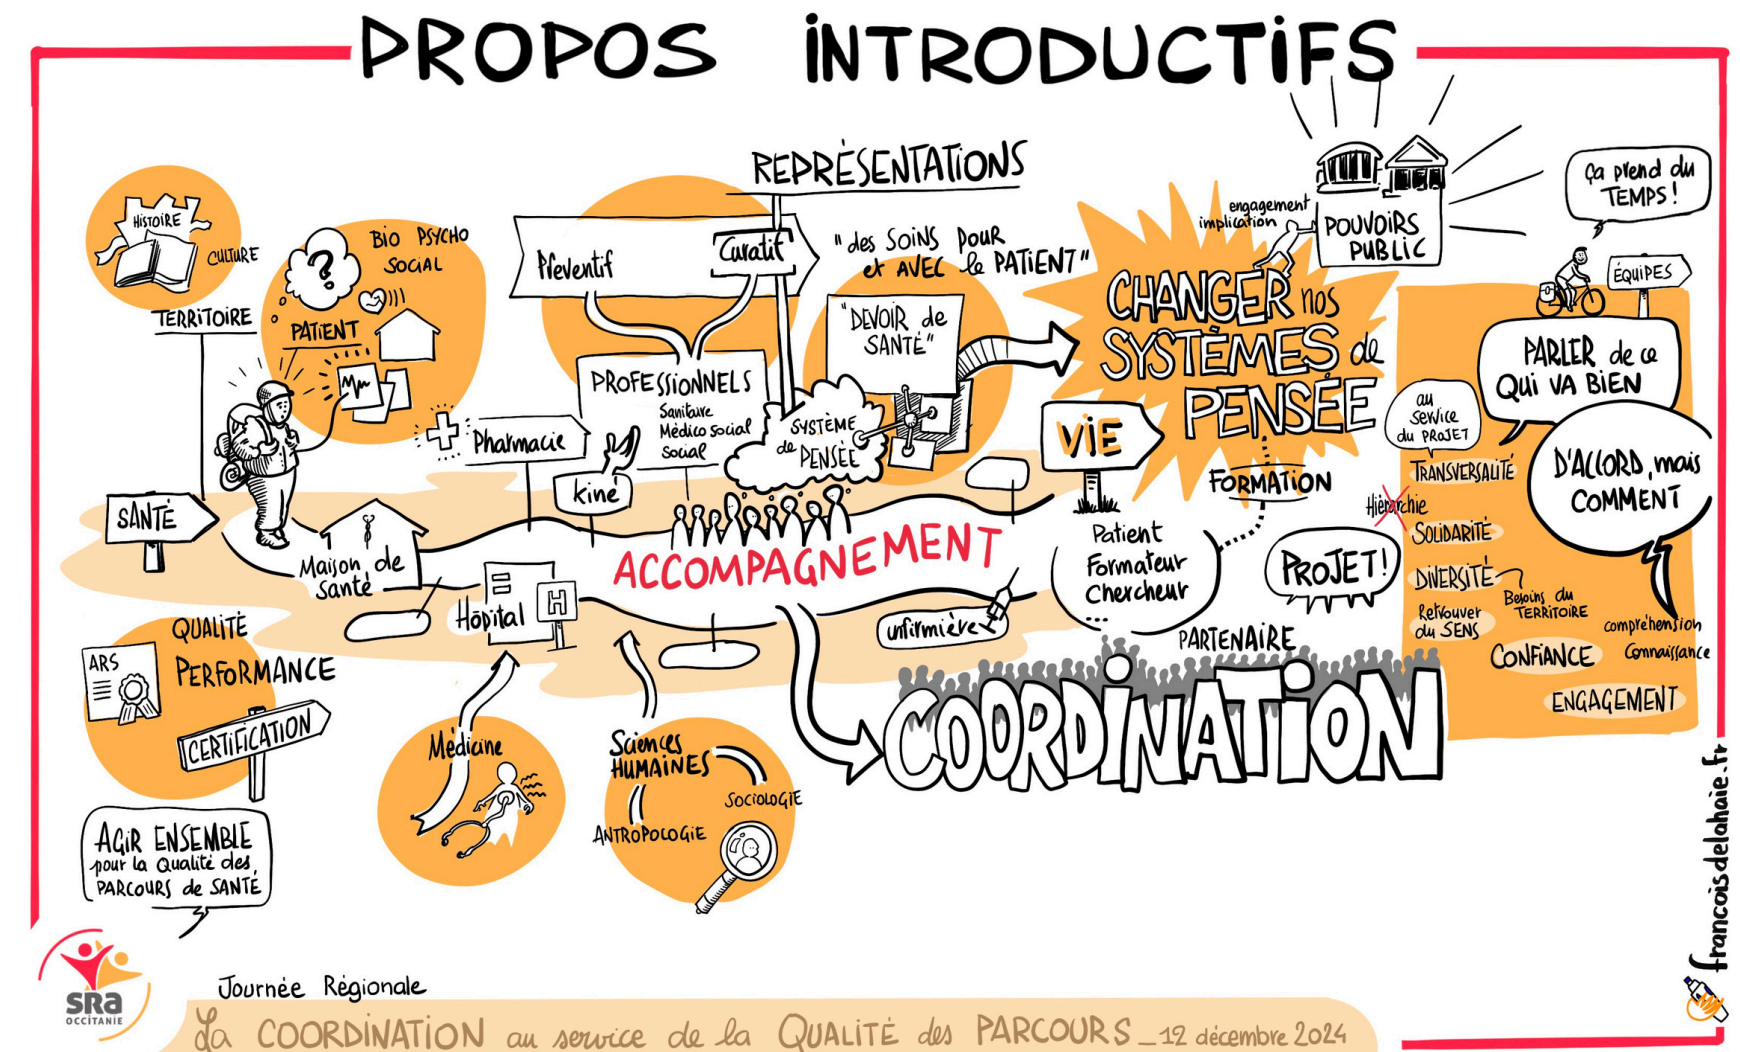 PROPOS INTRODUCTIFS
HISTOIRE
CULTURE
TERRITOIRE
BIO PSYCHO
SOCIAL
?
PATIENT
SANTÉ
Maison de
Santé
Pharmacie
kiné
Hôpital
H
infirmière
REPRÉSENTATIONS
Préventif
Curatif
PROFESSIONNELS
Sanitaire
Médico social
Social
SYSTÈME
de PENSÉE
"des SOINS pour
et AVEC le PATIENT"
"DEVOIR de
SANTÉ"
ACCOMPAGNEMENT
CHANGER nos
SYSTÈMES de
PENSÉE
engagement
implication
POUVOIRS
PUBLIC
VIE
FORMATION
Patient
Formateur
Chercheur
...
PROJET!
PARTENAIRE
COORDINATION
Ça prend du
TEMPS!
ÉQUIPES
PARLER de ce
QUI VA BIEN
D'ACCORD, mais
COMMENT
au
service
du PROJET
TRANSVERSALITÉ
Hiérarchie
SOLIDARITÉ
DIVERSITÉ
Besoins du
TERRITOIRE
Retrouver
du SENS
compréhension
Connaissance
CONFIANCE
ENGAGEMENT
QUALITÉ
PERFORMANCE
ARS
CERTIFICATION
AGIR ENSEMBLE
pour la Qualité des
PARCOURS de SANTÉ
Médecine
Sciences
HUMAINES
SOCIOLOGIE
ANTROPOLOGIE
sra
OCCITANIE
Journée Régionale
La COORDINATION au service de la QUALITÉ des PARCOURS _ 12 décembre 2024
francoisdelahaie.fr